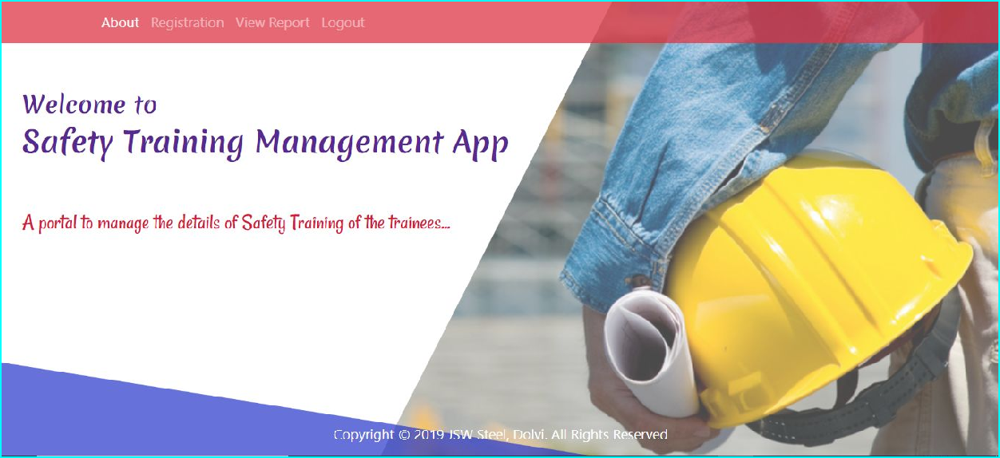 About Registration View Report Logout
Welcome to
Safety Training Management App
A portal to manage the details of Safety Training of the trainees...
Copyright © 2019 JSW Steel, Dolvi. All Rights Reserved